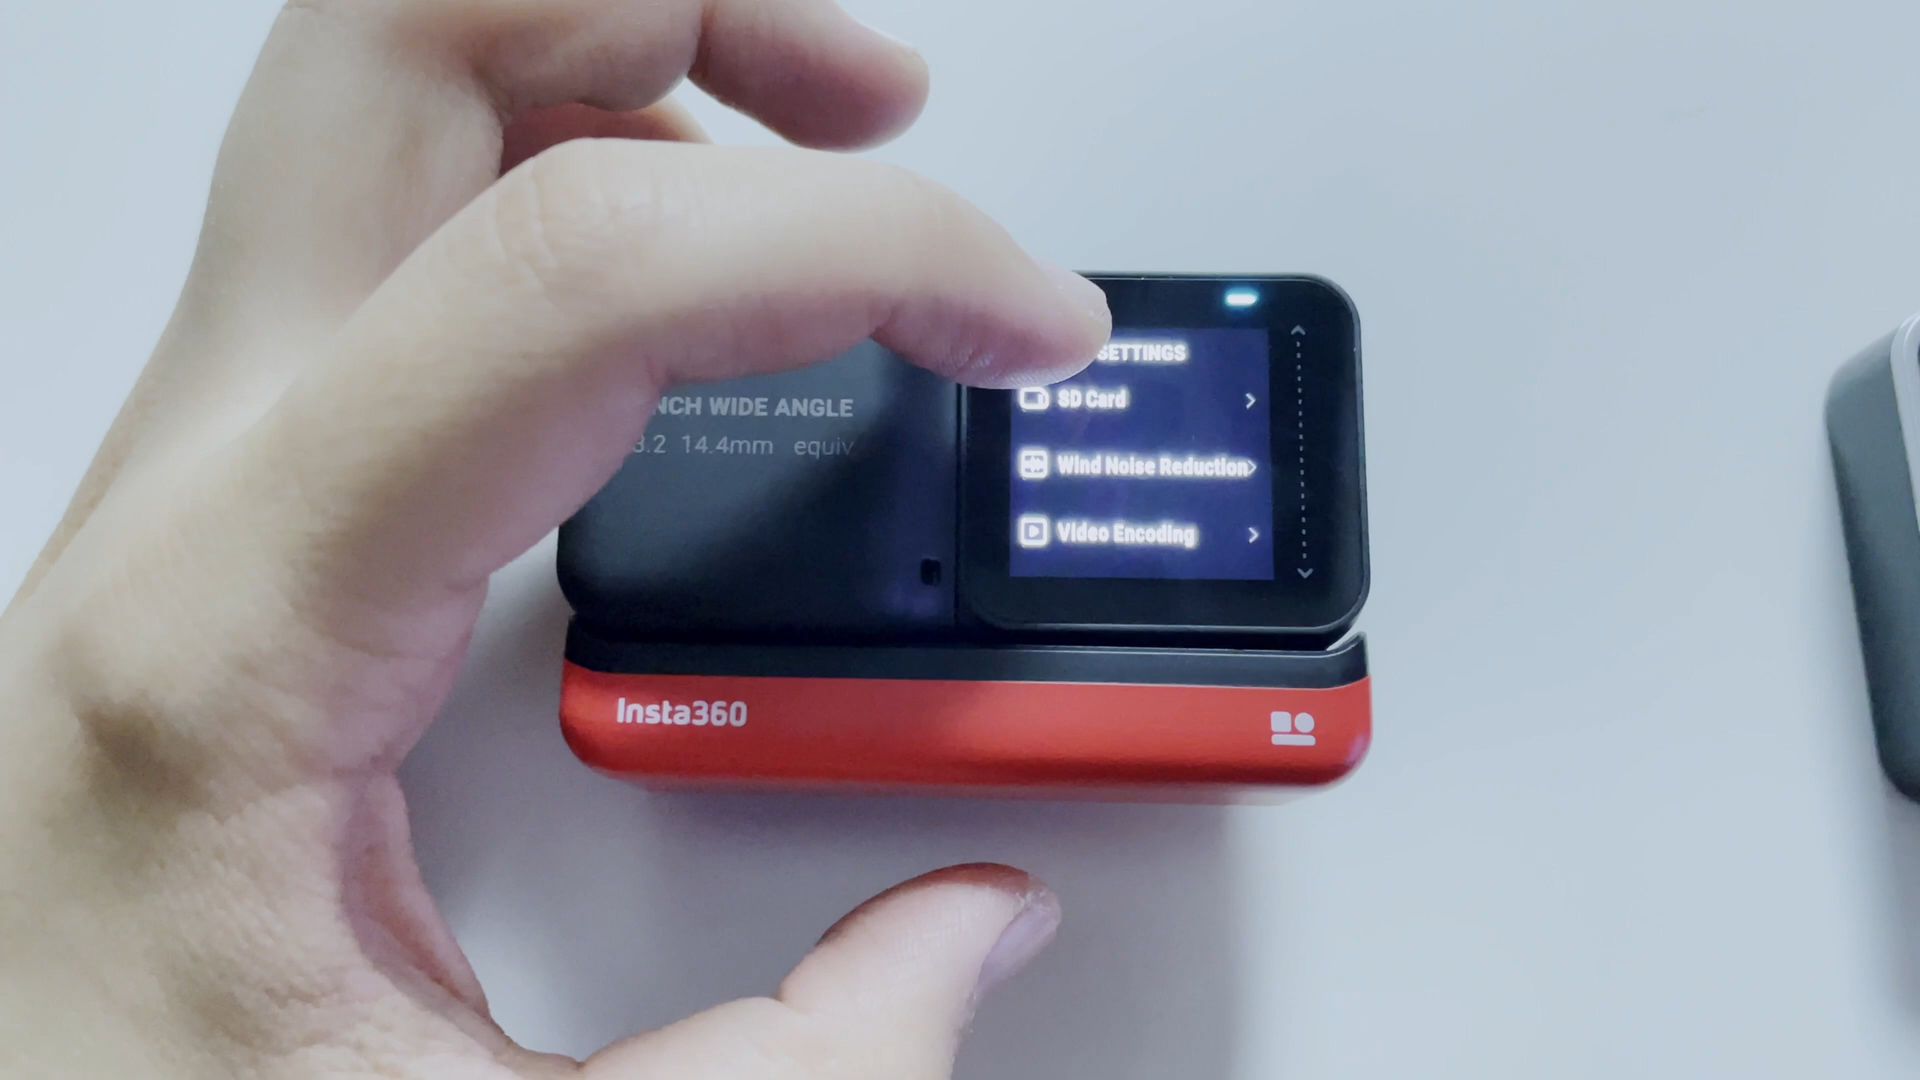 NCH WIDE ANGLE
3.2 14.4mm equiv
SETTINGS
SD Card
Wind Noise Reduction
Video Encoding
Insta360